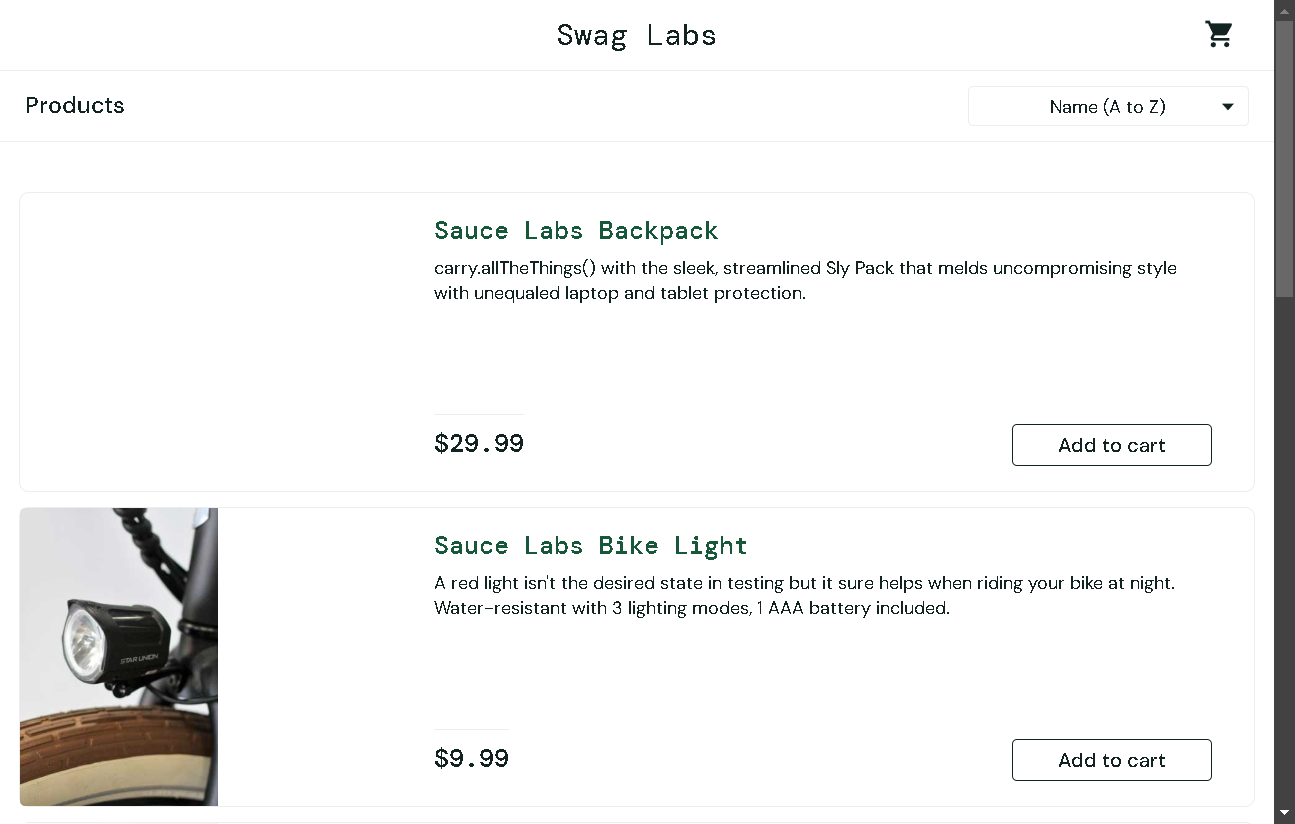 Swag Labs
Products
Name (A to Z)
Sauce Labs Backpack
carry.allTheThings() with the sleek, streamlined Sly Pack that melds uncompromising style
with unequaled laptop and tablet protection.
$29.99
Add to cart
Sauce Labs Bike Light
A red light isn't the desired state in testing but it sure helps when riding your bike at night.
Water-resistant with 3 lighting modes, 1 AAA battery included.
STAR UNION
$9.99
Add to cart